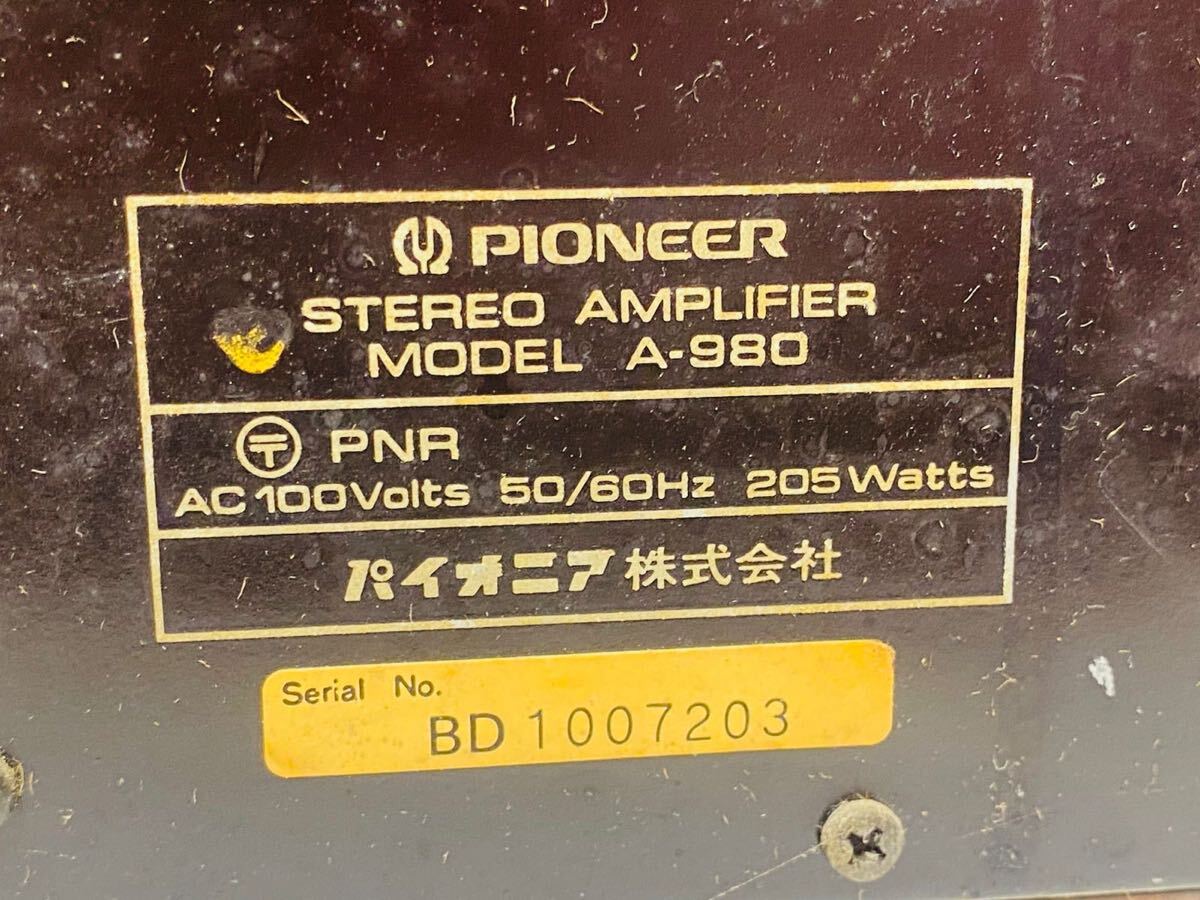 PIONEER
STEREO AMPLIFIER
MODEL A-980
〶 PNR
AC 100Volts 50/60Hz 205Watts
パイオニア株式会社
Serial No.
BD 1007203